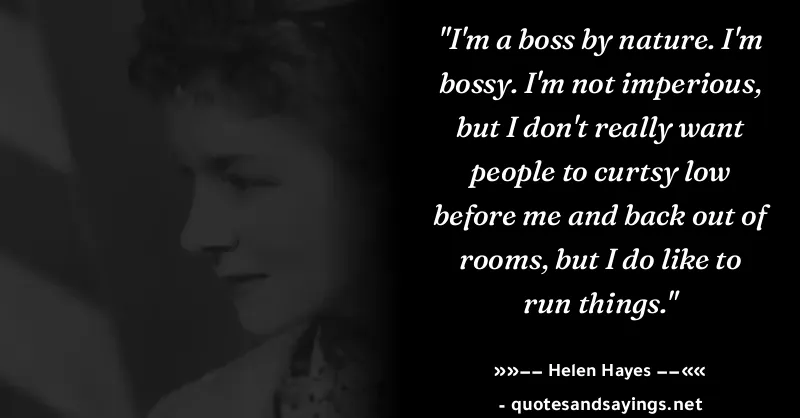 "I'm a boss by nature. I'm
bossy. I'm not imperious,
but I don't really want
people to curtsy low
before me and back out of
rooms, but I do like to
run things."
»»−− Helen Hayes −−««
- quotesandsayings.net